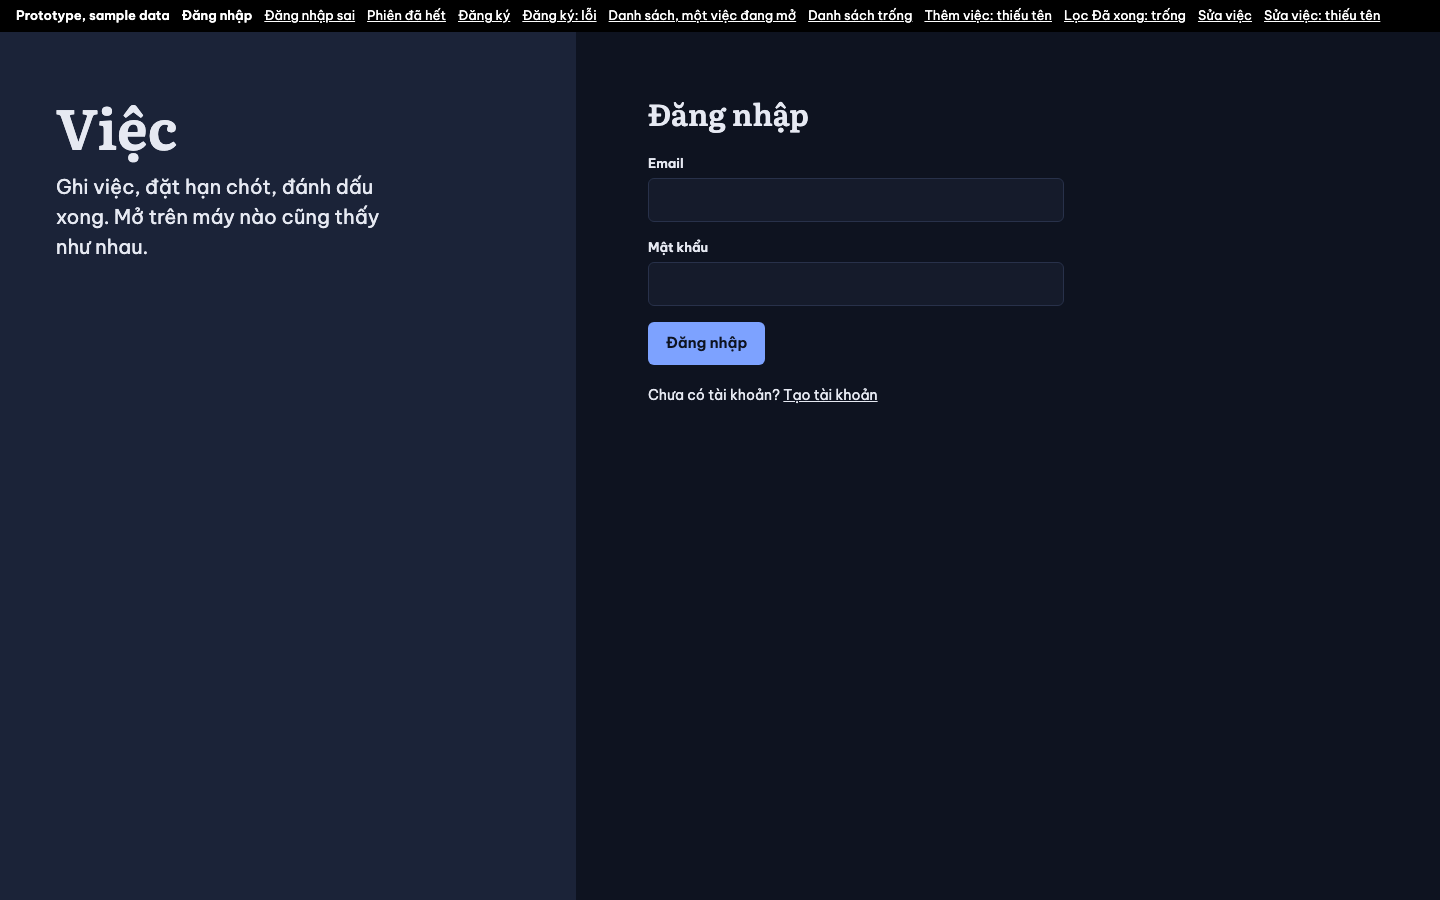 Prototype, sample data Đăng nhập Đăng nhập sai Phiên đã hết Đăng ký Đăng ký: lỗi Danh sách, một việc đang mở Danh sách trống Thêm việc: thiếu tên Lọc Đã xong: trống Sửa việc Sửa việc: thiếu tên
Việc
Ghi việc, đặt hạn chót, đánh dấu
xong. Mở trên máy nào cũng thấy
như nhau.
Đăng nhập
Email
Mật khẩu
Đăng nhập
Chưa có tài khoản? Tạo tài khoản